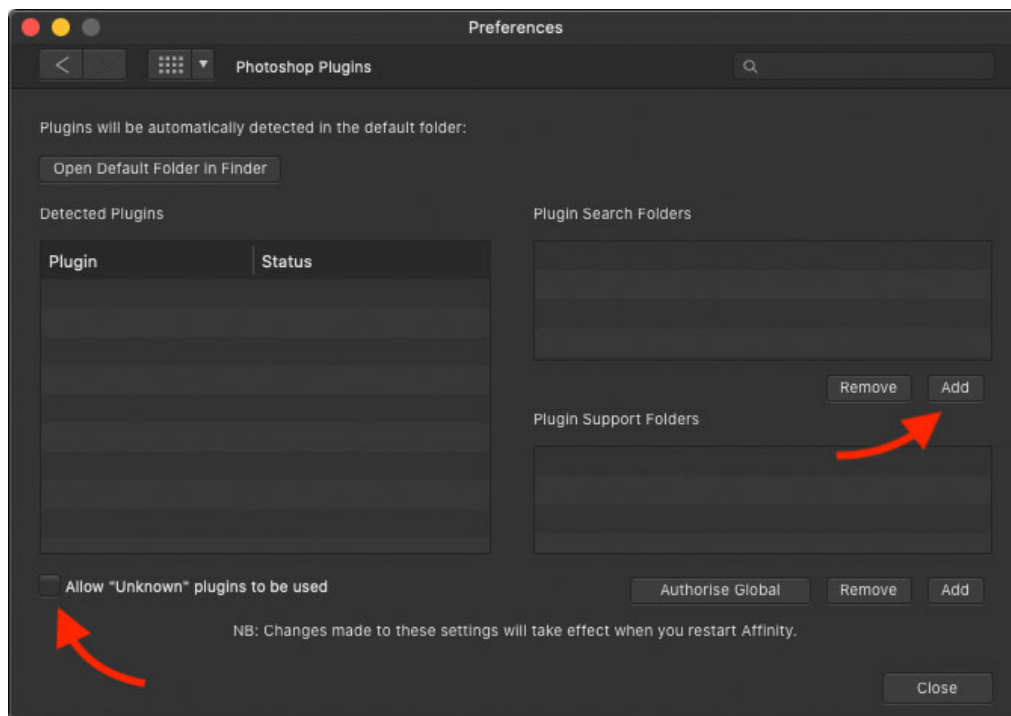 Preferences
Photoshop Plugins
Plugins will be automatically detected in the default folder:
Open Default Folder in Finder
Detected Plugins
Plugin Search Folders
Plugin Status
Remove Add
Plugin Support Folders
Allow "Unknown" plugins to be used
Authorise Global Remove Add
NB: Changes made to these settings will take effect when you restart Affinity.
Close